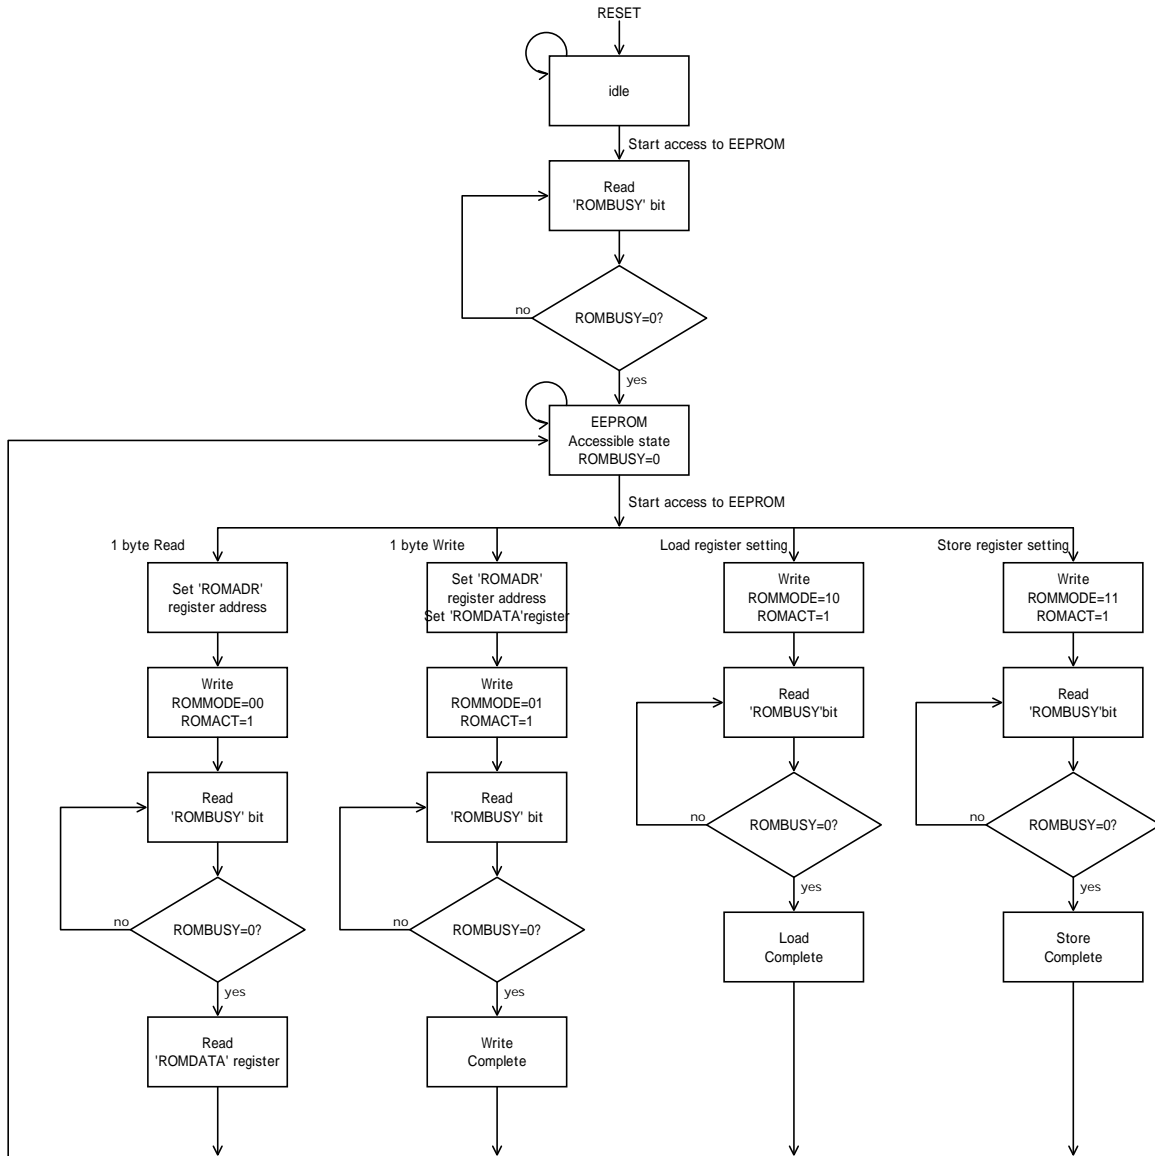 RESET
idle
Start access to EEPROM
Read
'ROMBUSY' bit
no
ROMBUSY=0?
yes
EEPROM
Accessible state
ROMBUSY=0
Start access to EEPROM
1 byte Read
1 byte Write
Load register setting
Store register setting
Set 'ROMADR'
register address
Set 'ROMADR'
register address
Set 'ROMDATA'register
Write
ROMMODE=10
ROMACT=1
Write
ROMMODE=11
ROMACT=1
Write
ROMMODE=00
ROMACT=1
Write
ROMMODE=01
ROMACT=1
Read
'ROMBUSY'bit
Read
'ROMBUSY'bit
Read
'ROMBUSY' bit
Read
'ROMBUSY' bit
no
ROMBUSY=0?
no
ROMBUSY=0?
yes
yes
no
ROMBUSY=0?
no
ROMBUSY=0?
Load
Complete
Store
Complete
yes
yes
Read
'ROMDATA' register
Write
Complete